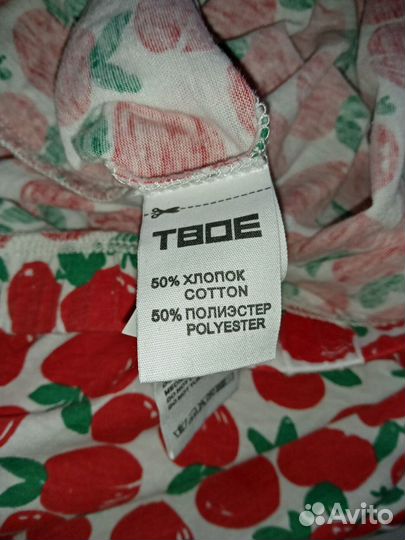 ТВОЕ
50% ХЛОПОК
COTTON
50% ПОЛИЭСТЕР
POLYESTER
Avito